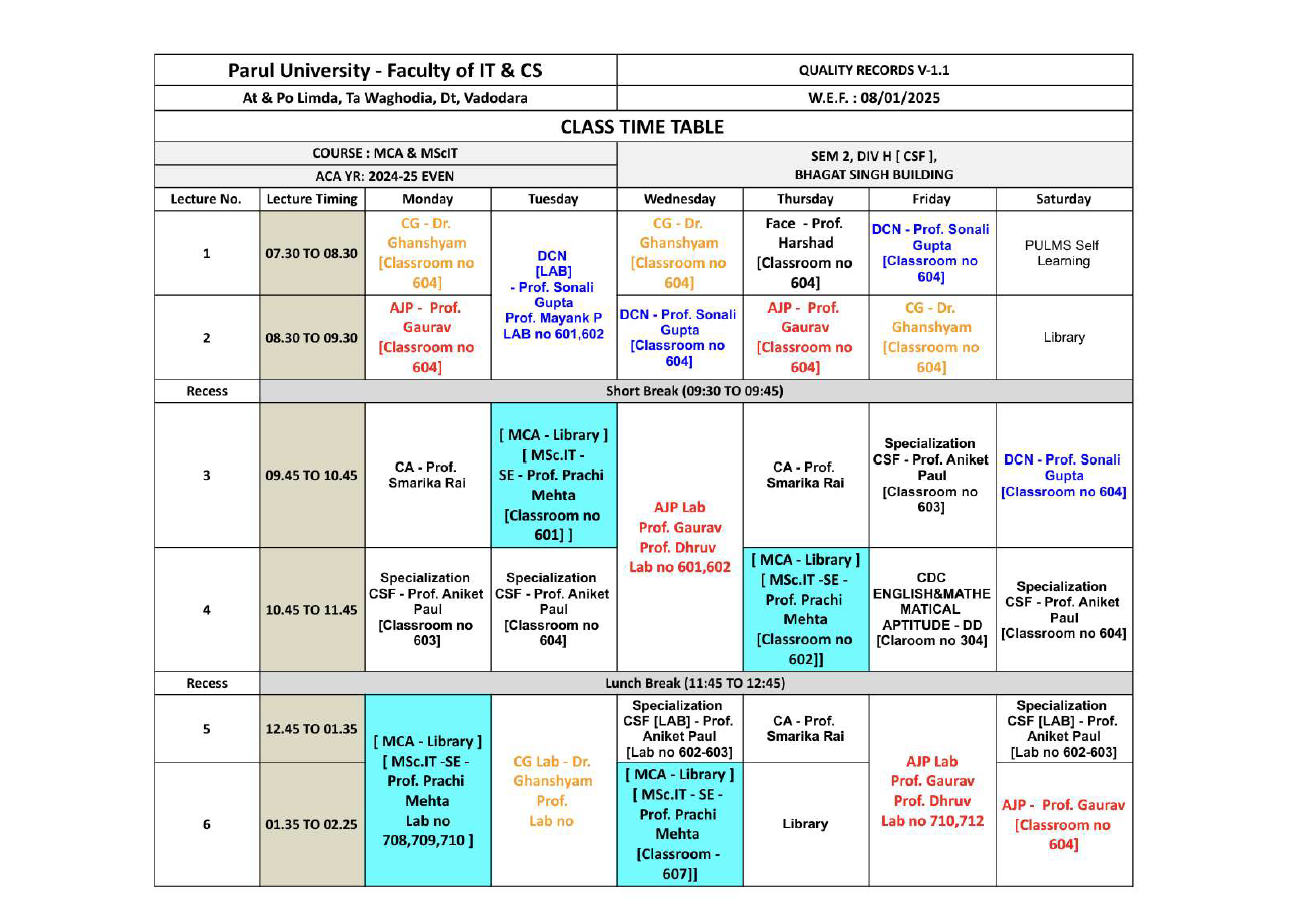 Parul University - Faculty of IT & CS
QUALITY RECORDS V-1.1
At & Po Limda, Ta Waghodia, Dt, Vadodara
W.E.F. : 08/01/2025
CLASS TIME TABLE
COURSE : MCA & MScIT
ACA YR: 2024-25 EVEN
SEM 2, DIV H [ CSF ],
BHAGAT SINGH BUILDING
Lecture No.
Lecture Timing
Monday
Tuesday
Wednesday
Thursday
Friday
Saturday
1
07.30 TO 08.30
CG - Dr.
Ghanshyam
[Classroom no
604]
DCN
[LAB]
- Prof. Sonali
Gupta
Prof. Mayank P
LAB no 601,602
CG - Dr.
Ghanshyam
[Classroom no
604]
Face - Prof.
Harshad
[Classroom no
604]
DCN - Prof. Sonali
Gupta
[Classroom no
604]
PULMS Self
Learning
2
08.30 TO 09.30
AJP - Prof.
Gaurav
[Classroom no
604]
DCN - Prof. Sonali
Gupta
[Classroom no
604]
AJP - Prof.
Gaurav
[Classroom no
604]
CG - Dr.
Ghanshyam
[Classroom no
604]
Library
Recess
Short Break (09:30 TO 09:45)
3
09.45 TO 10.45
CA - Prof.
Smarika Rai
[ MCA - Library ]
[ MSc.IT -
SE - Prof. Prachi
Mehta
[Classroom no
601] ]
AJP Lab
Prof. Gaurav
Prof. Dhruv
Lab no 601,602
CA - Prof.
Smarika Rai
Specialization
CSF - Prof. Aniket
Paul
[Classroom no
603]
DCN - Prof. Sonali
Gupta
[Classroom no 604]
4
10.45 TO 11.45
Specialization
CSF - Prof. Aniket
Paul
[Classroom no
603]
Specialization
CSF - Prof. Aniket
Paul
[Classroom no
604]
[ MCA - Library ]
[ MSc.IT -SE -
Prof. Prachi
Mehta
[Classroom no
602]]
CDC
ENGLISH&MATHE
MATICAL
APTITUDE - DD
[Claroom no 304]
Specialization
CSF - Prof. Aniket
Paul
[Classroom no 604]
Recess
Lunch Break (11:45 TO 12:45)
5
12.45 TO 01.35
[ MCA - Library ]
[ MSc.IT -SE -
Prof. Prachi
Mehta
Lab no
708,709,710 ]
CG Lab - Dr.
Ghanshyam
Prof.
Lab no
Specialization
CSF [LAB] - Prof.
Aniket Paul
[Lab no 602-603]
CA - Prof.
Smarika Rai
AJP Lab
Prof. Gaurav
Prof. Dhruv
Lab no 710,712
Specialization
CSF [LAB] - Prof.
Aniket Paul
[Lab no 602-603]
6
01.35 TO 02.25
[ MCA - Library ]
[ MSc.IT - SE -
Prof. Prachi
Mehta
[Classroom -
607]]
Library
AJP - Prof. Gaurav
[Classroom no
604]